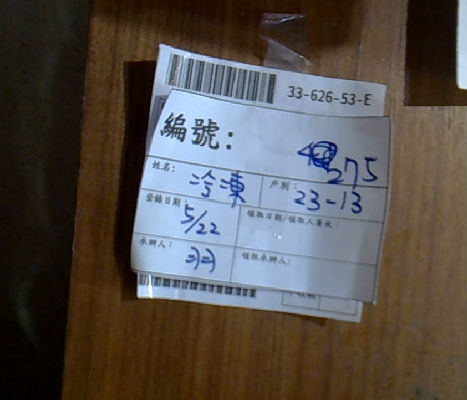 33-626-53-E
編號:
275
姓名: 冷凍 戶別: 23-13
登錄日期: 5/22 領取日期/領取人簽收
承辦人: 領取承辦人: